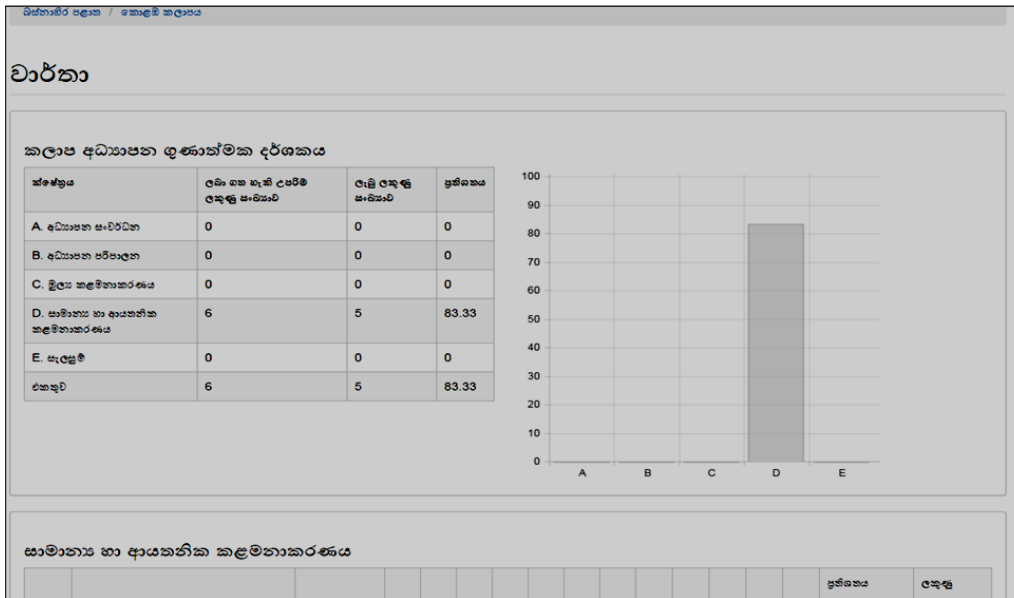 බස්නාහිර පළාත / කොළඹ කලාපය
වාර්තා
කලාප අධ්‍යාපන ගුණාත්මක දර්ශකය
ක්ෂේත්‍රය ලබා ගත හැකි උපරිම ලැබූ ලකුණු ප්‍රතිශතය
ලකුණු සංඛ්‍යාව සංඛ්‍යාව
A. අධ්‍යාපන සංවර්ධන 0 0 0
B. අධ්‍යාපන පරිපාලන 0 0 0
C. මූල්‍ය කළමනාකරණය 0 0 0
D. සාමාන්‍ය හා ආයතනික 6 5 83.33
කළමනාකරණය
E. සැලසුම් 0 0 0
එකතුව 6 5 83.33
100
90
80
70
60
50
40
30
20
10
0
A B C D E
සාමාන්‍ය හා ආයතනික කළමනාකරණය
ප්‍රතිශතය ලකුණු